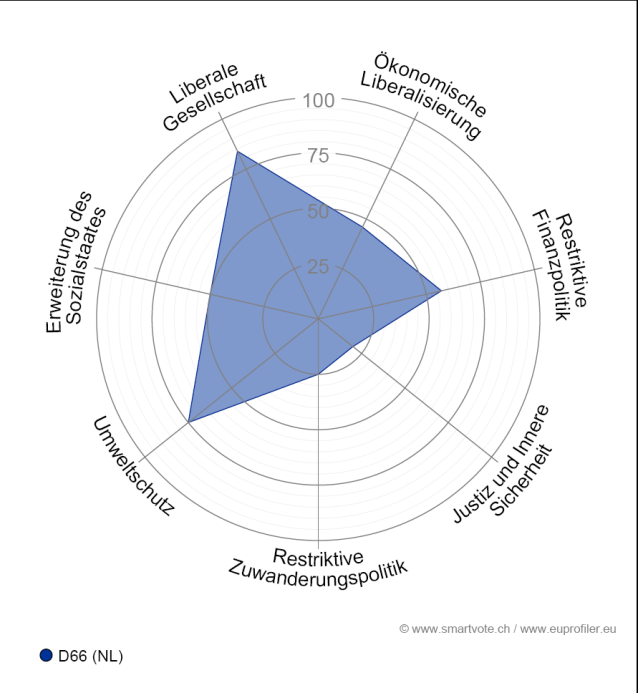 Liberale
Gesellschaft
Ökonomische
Liberalisierung
100
75
50
25
Restriktive
Finanzpolitik
Erweiterung des
Sozialstaates
Umweltschutz
Justiz und Innere
Sicherheit
Restriktive
Zuwanderungspolitik
© www.smartvote.ch / www.euprofiler.eu
D66 (NL)